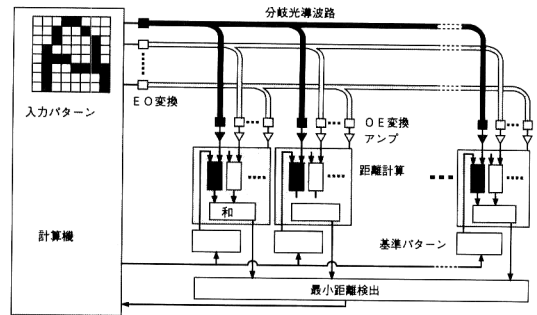 分岐光導波路
入力パターン
EO変換
OE変換
アンプ
距離計算
和
計算機
基準パターン
最小距離検出